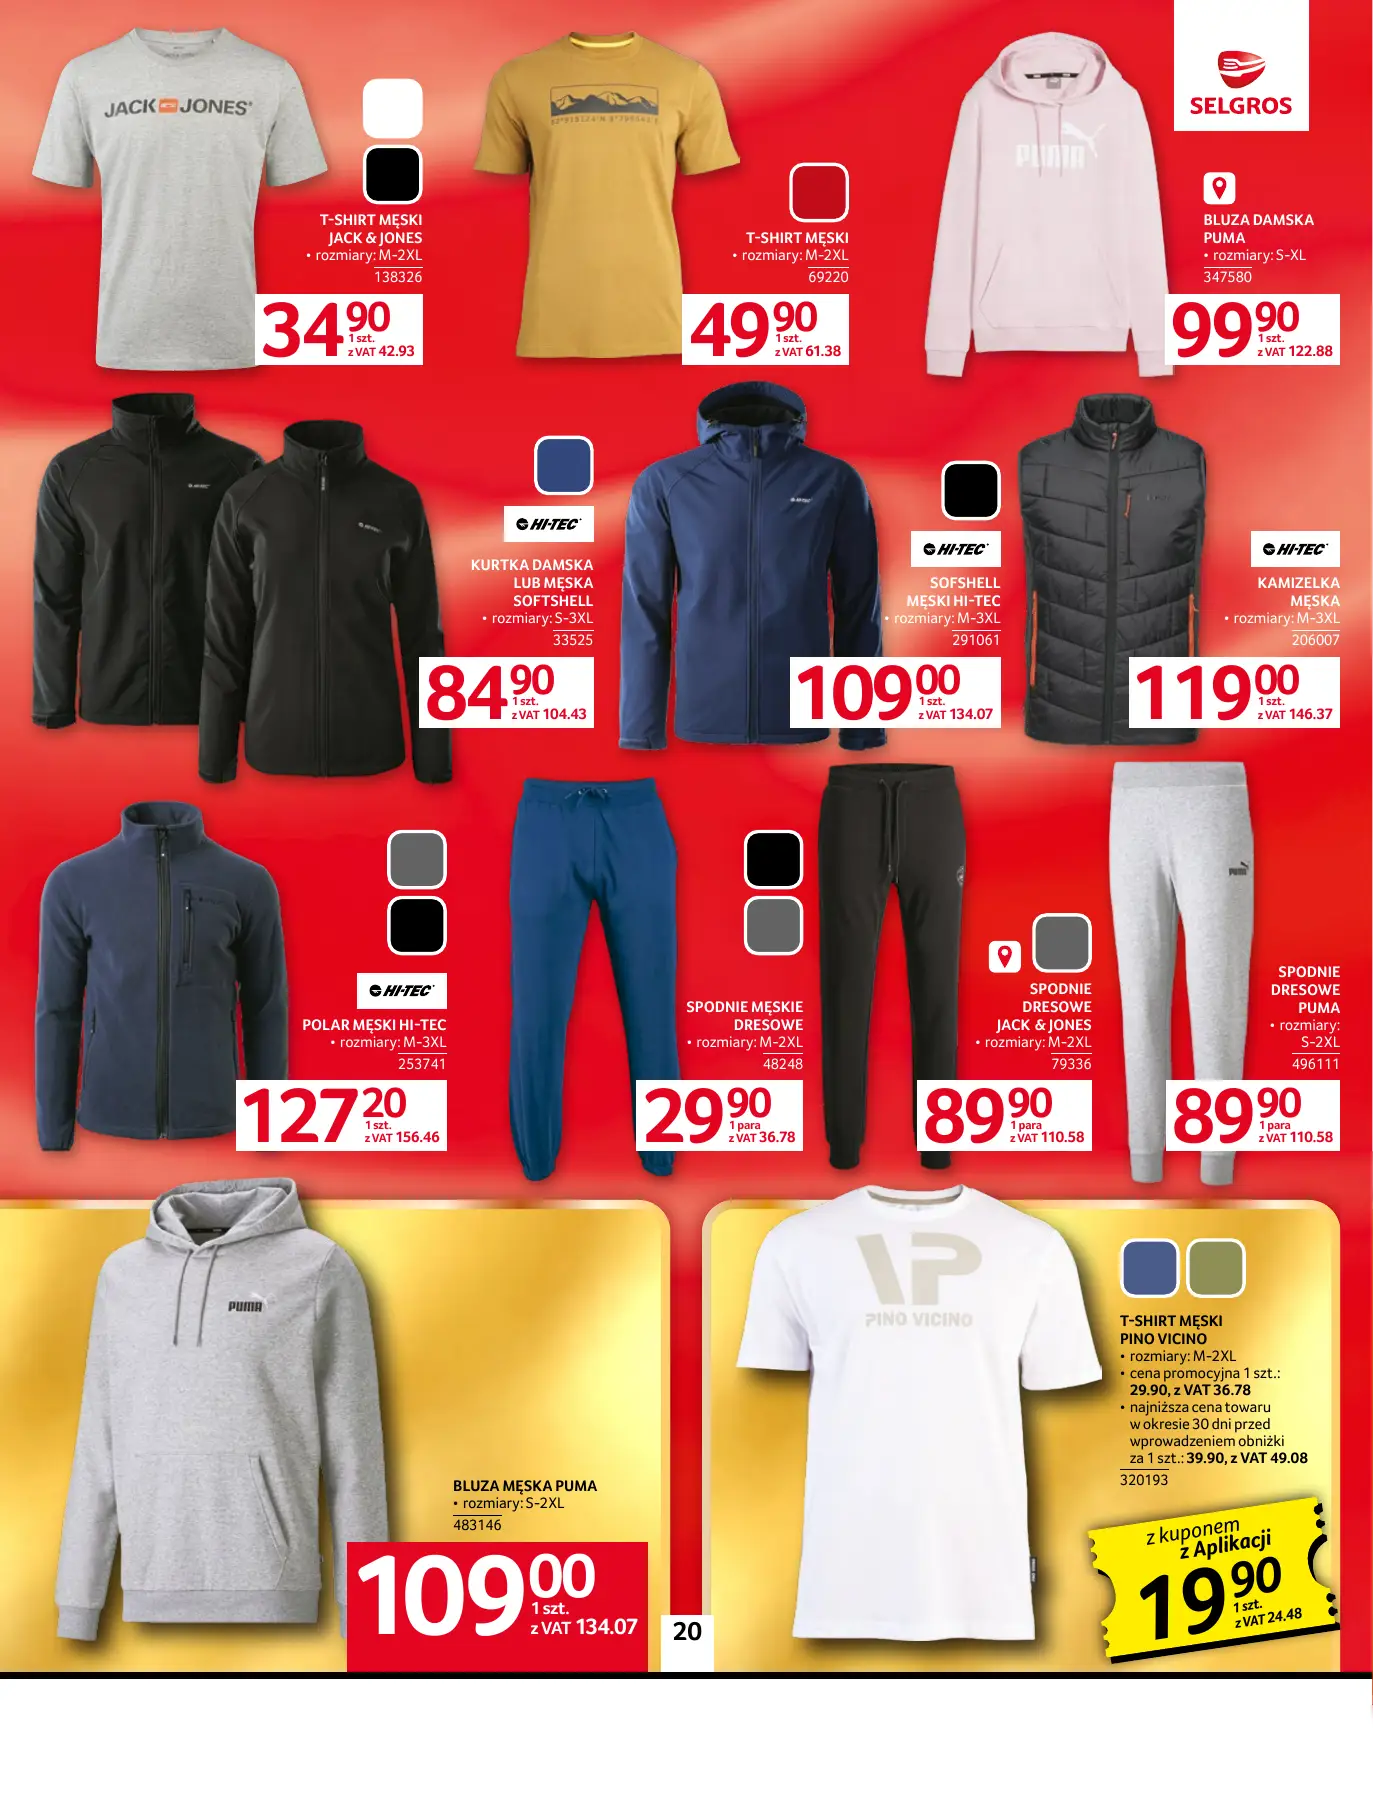 SELGROS
JACK & JONES®
T-SHIRT MĘSKI
JACK & JONES
• rozmiary: M-2XL
138326
34 90
1 szt.
z VAT 42.93
T-SHIRT MĘSKI
• rozmiary: M-2XL
69220
49 90
1 szt.
z VAT 61.38
PUMA
BLUZA DAMSKA
PUMA
• rozmiary: S-XL
347580
99 90
1 szt.
z VAT 122.88
HI-TEC
KURTKA DAMSKA
LUB MĘSKA
SOFTSHELL
• rozmiary: S-3XL
33525
84 90
1 szt.
z VAT 104.43
HI-TEC
SOFSHELL
MĘSKI HI-TEC
• rozmiary: M-3XL
291061
109 00
1 szt.
z VAT 134.07
HI-TEC
KAMIZELKA
MĘSKA
• rozmiary: M-3XL
206007
119 00
1 szt.
z VAT 146.37
HI-TEC
POLAR MĘSKI HI-TEC
• rozmiary: M-3XL
253741
127 20
1 szt.
z VAT 156.46
SPODNIE MĘSKIE
DRESOWE
• rozmiary: M-2XL
48248
29 90
1 para
z VAT 36.78
SPODNIE
DRESOWE
JACK & JONES
• rozmiary: M-2XL
79336
89 90
1 para
z VAT 110.58
PUMA
SPODNIE
DRESOWE
PUMA
• rozmiary:
S-2XL
496111
89 90
1 para
z VAT 110.58
PUMA
BLUZA MĘSKA PUMA
• rozmiary: S-2XL
483146
109 00
1 szt.
z VAT 134.07
VP
PINO VICINO
T-SHIRT MĘSKI
PINO VICINO
• rozmiary: M-2XL
• cena promocyjna 1 szt.:
29.90, z VAT 36.78
• najniższa cena towaru
w okresie 30 dni przed
wprowadzeniem obniżki
za 1 szt.: 39.90, z VAT 49.08
320193
z kuponem
z Aplikacji
19 90
1 szt.
z VAT 24.48
20